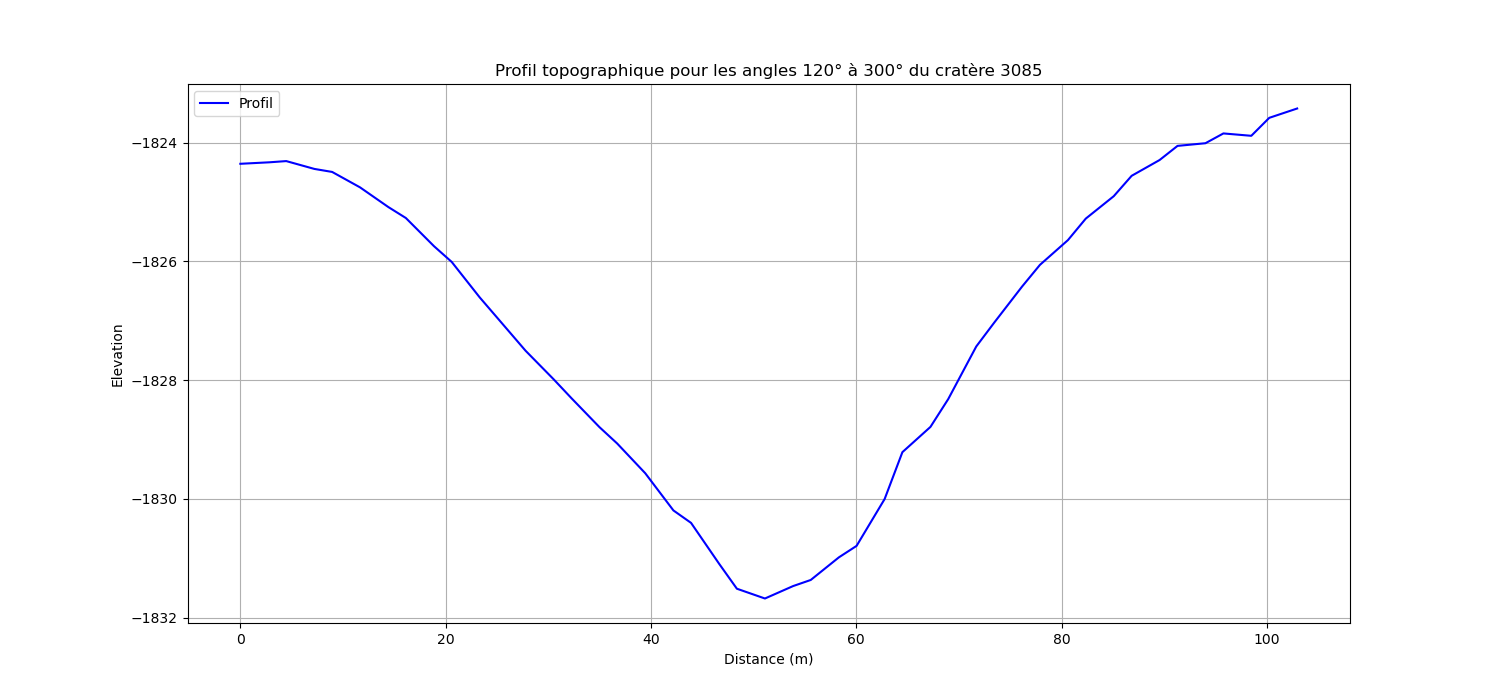 Profil topographique pour les angles 120° à 300° du cratère 3085
Profil
−1824
−1826
−1828
−1830
−1832
Elevation
0 20 40 60 80 100
Distance (m)